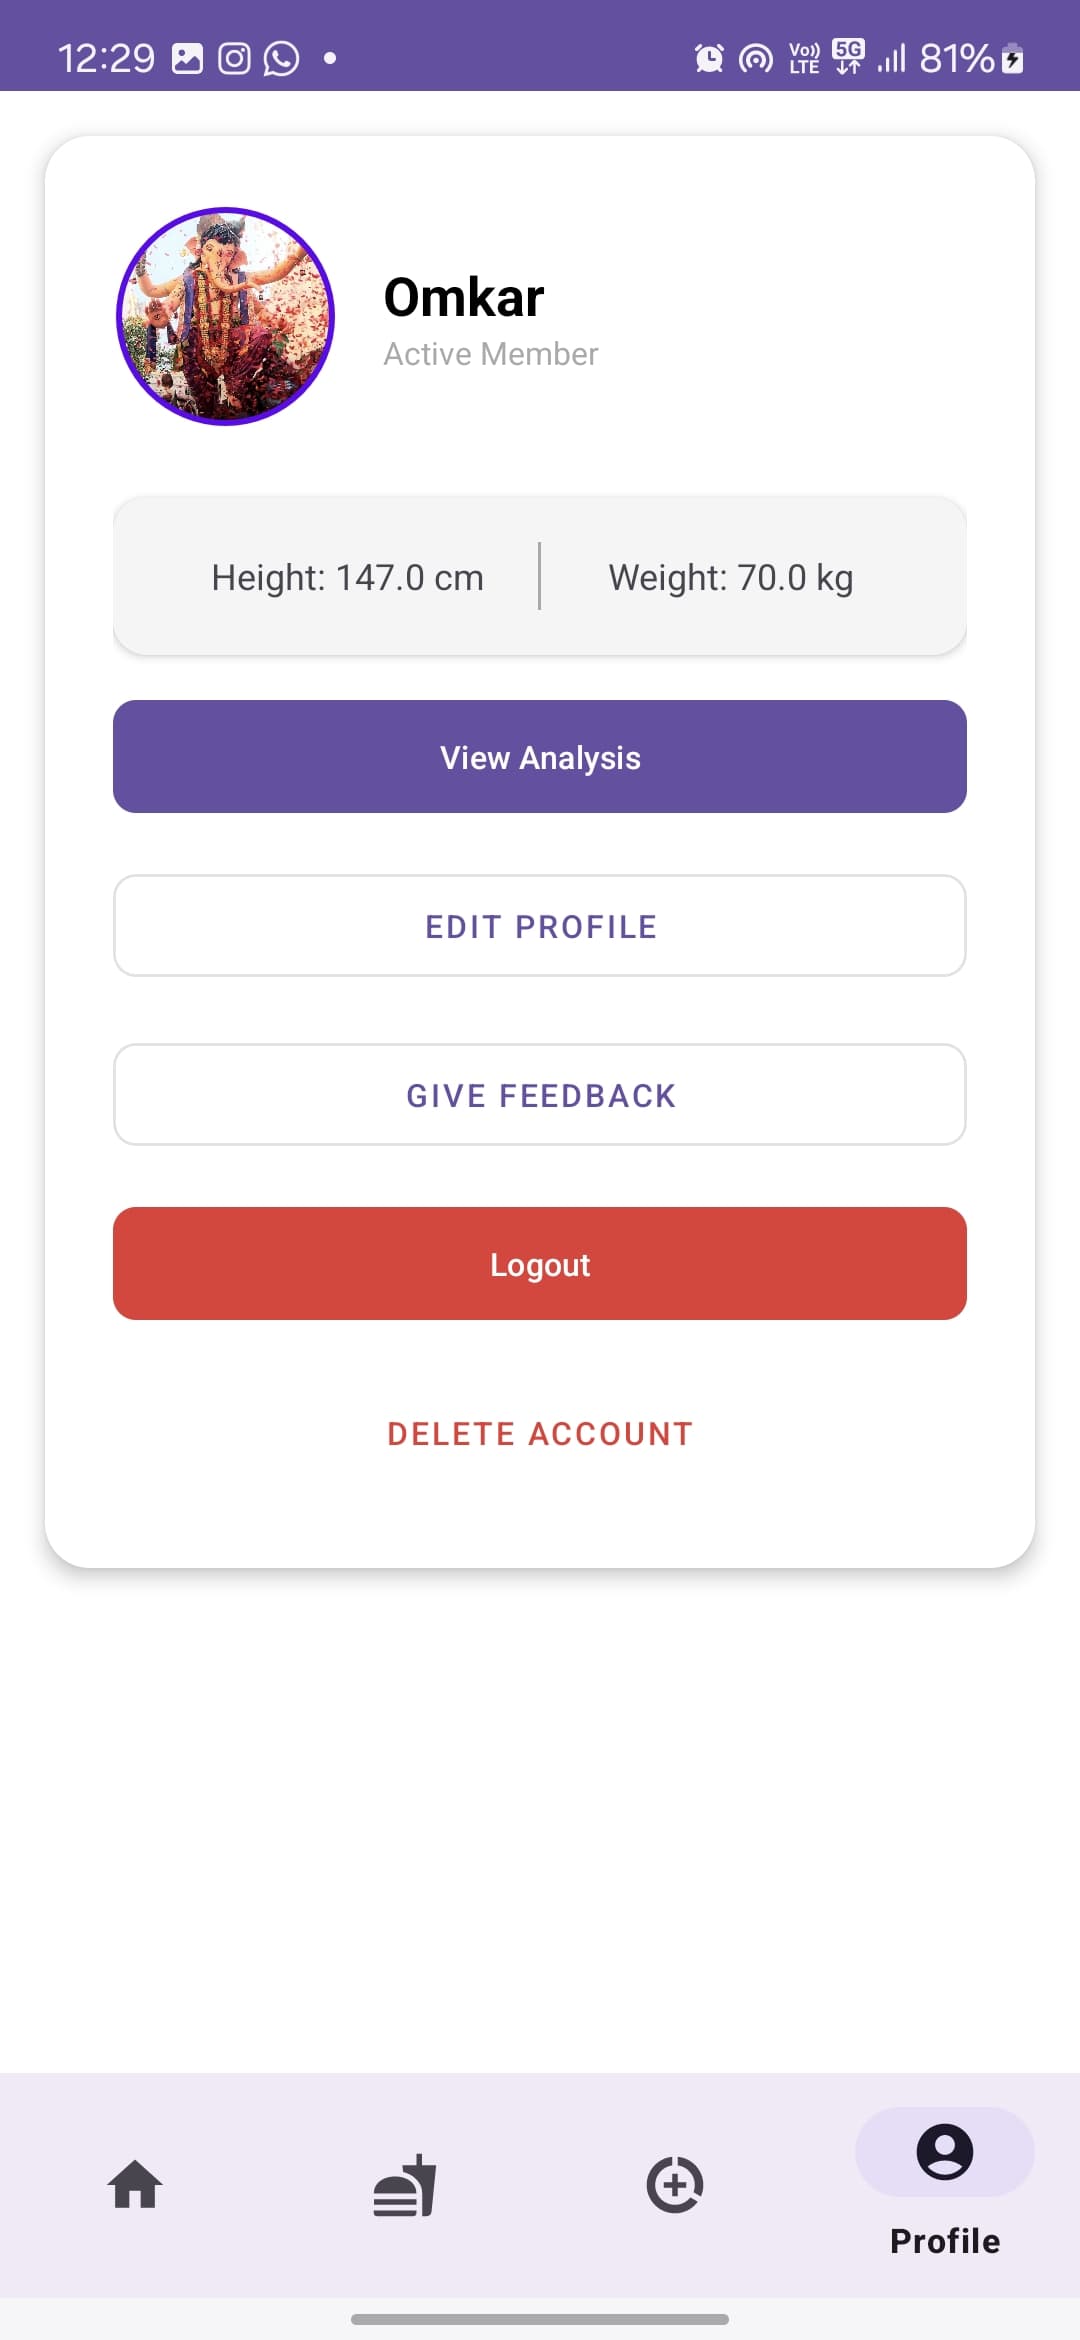 12:29
Vo)) LTE 5G 81%
Omkar
Active Member
Height: 147.0 cm
Weight: 70.0 kg
View Analysis
EDIT PROFILE
GIVE FEEDBACK
Logout
DELETE ACCOUNT
Profile